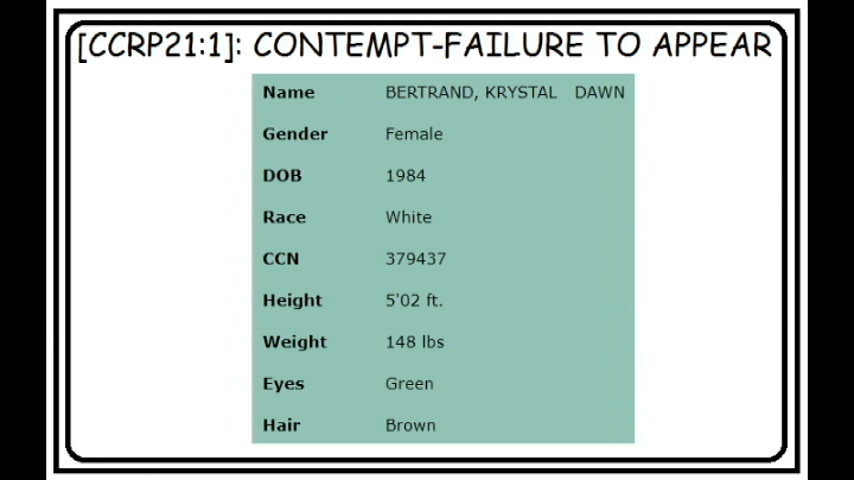 [CCRP21:1]: CONTEMPT-FAILURE TO APPEAR
Name BERTRAND, KRYSTAL DAWN
Gender Female
DOB 1984
Race White
CCN 379437
Height 5'02 ft.
Weight 148 lbs
Eyes Green
Hair Brown